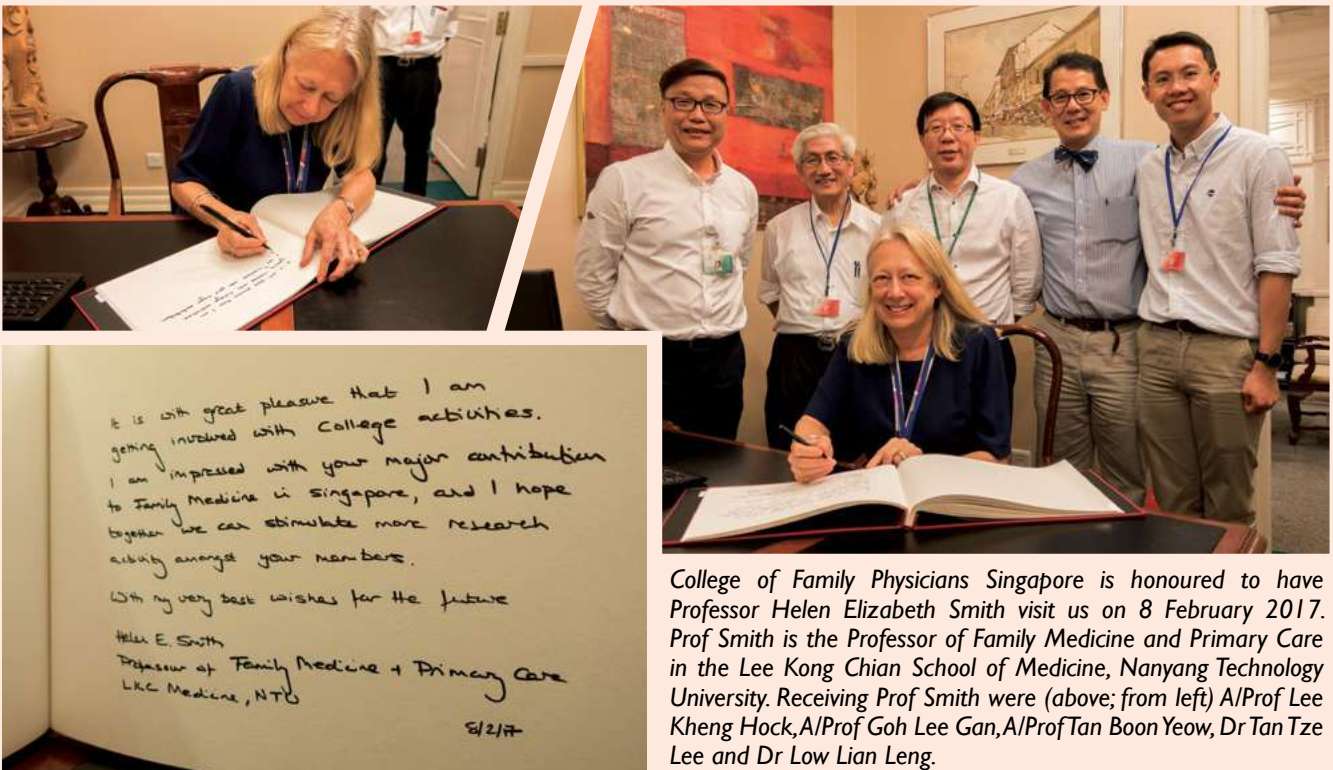 It is with great pleasure that I am
getting involved with College activities.
I am impressed with your major contribution
to Family Medicine in Singapore, and I hope
together we can stimulate more research
activity amongst your members.
With my very best wishes for the future
Helen E. Smith
Professor of Family Medicine + Primary Care
LKC Medicine, NTU
8/2/17
College of Family Physicians Singapore is honoured to have
Professor Helen Elizabeth Smith visit us on 8 February 2017.
Prof Smith is the Professor of Family Medicine and Primary Care
in the Lee Kong Chian School of Medicine, Nanyang Technology
University. Receiving Prof Smith were (above; from left) A/Prof Lee
Kheng Hock, A/Prof Goh Lee Gan, A/Prof Tan Boon Yeow, Dr Tan Tze
Lee and Dr Low Lian Leng.